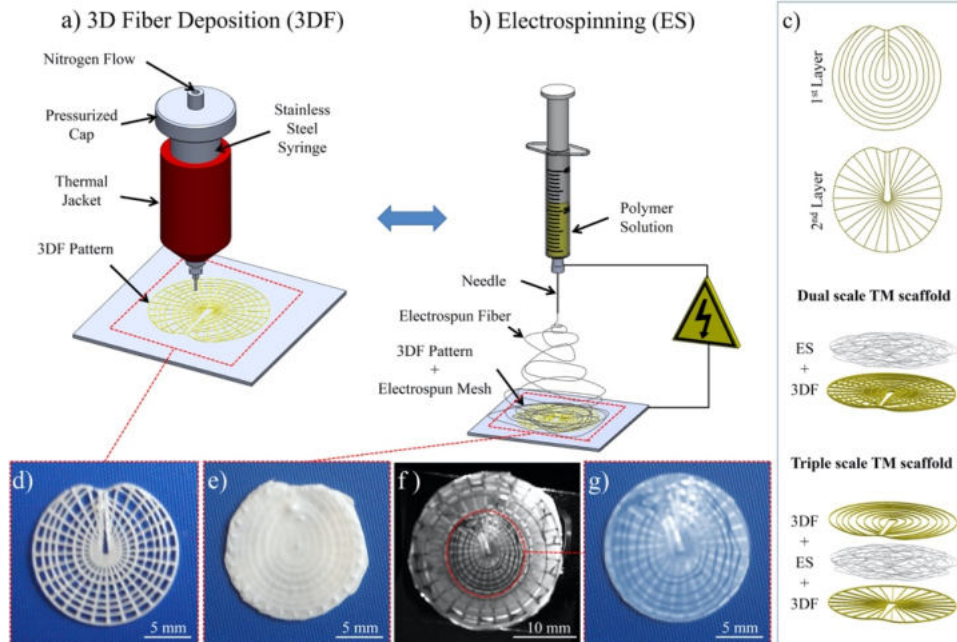 a) 3D Fiber Deposition (3DF)
Nitrogen Flow
Pressurized
Cap
Stainless
Steel
Syringe
Thermal
Jacket
3DF Pattern
b) Electrospinning (ES)
Polymer
Solution
Needle
Electrospun Fiber
3DF Pattern
+
Electrospun Mesh
c)
1st Layer
2nd Layer
Dual scale TM scaffold
ES
+
3DF
Triple scale TM scaffold
3DF
+
ES
+
3DF
d)
5 mm
e)
5 mm
f)
10 mm
g)
5 mm